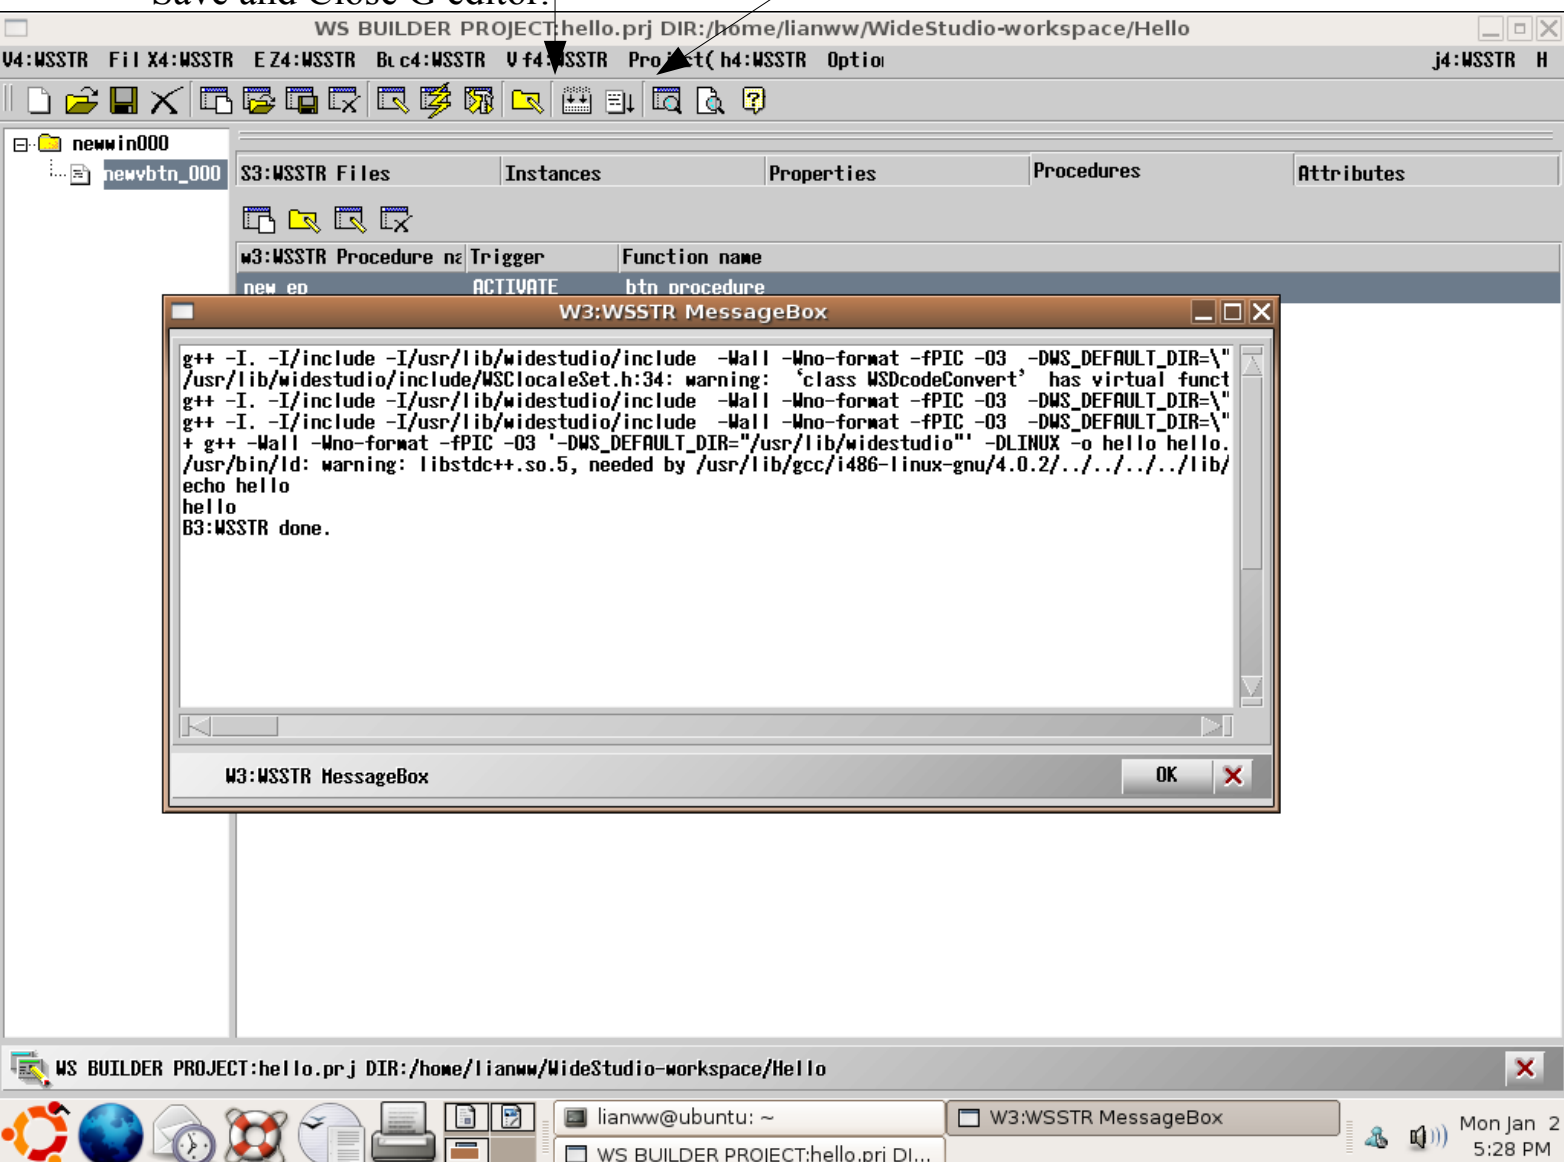 Save and Close G-editor.
WS BUILDER PROJECT:hello.prj DIR:/home/lianww/WideStudio-workspace/Hello
V4:WSSTR Fil X4:WSSTR E Z4:WSSTR Bu c4:WSSTR V f4:WSSTR Project( h4:WSSTR Option j4:WSSTR H
newwin000
newvbtn_000
S3:WSSTR Files Instances Properties Procedures Attributes
w3:WSSTR Procedure na Trigger Function name
new_ep ACTIVATE btn_procedure
W3:WSSTR MessageBox
g++ -I. -I/include -I/usr/lib/widestudio/include -Wall -Wno-format -fPIC -O3 -DWS_DEFAULT_DIR=\"
/usr/lib/widestudio/include/WSClocaleSet.h:34: warning: ‘class WSDcodeConvert’ has virtual funct
g++ -I. -I/include -I/usr/lib/widestudio/include -Wall -Wno-format -fPIC -O3 -DWS_DEFAULT_DIR=\"
g++ -I. -I/include -I/usr/lib/widestudio/include -Wall -Wno-format -fPIC -O3 -DWS_DEFAULT_DIR=\"
+ g++ -Wall -Wno-format -fPIC -O3 '-DWS_DEFAULT_DIR="/usr/lib/widestudio"' -DLINUX -o hello hello.
/usr/bin/ld: warning: libstdc++.so.5, needed by /usr/lib/gcc/i486-linux-gnu/4.0.2/../../../../lib/
echo hello
hello
B3:WSSTR done.
W3:WSSTR MessageBox
OK
WS BUILDER PROJECT:hello.prj DIR:/home/lianww/WideStudio-workspace/Hello
lianww@ubuntu: ~
W3:WSSTR MessageBox
WS BUILDER PROJECT:hello.prj DI...
Mon Jan 2
5:28 PM